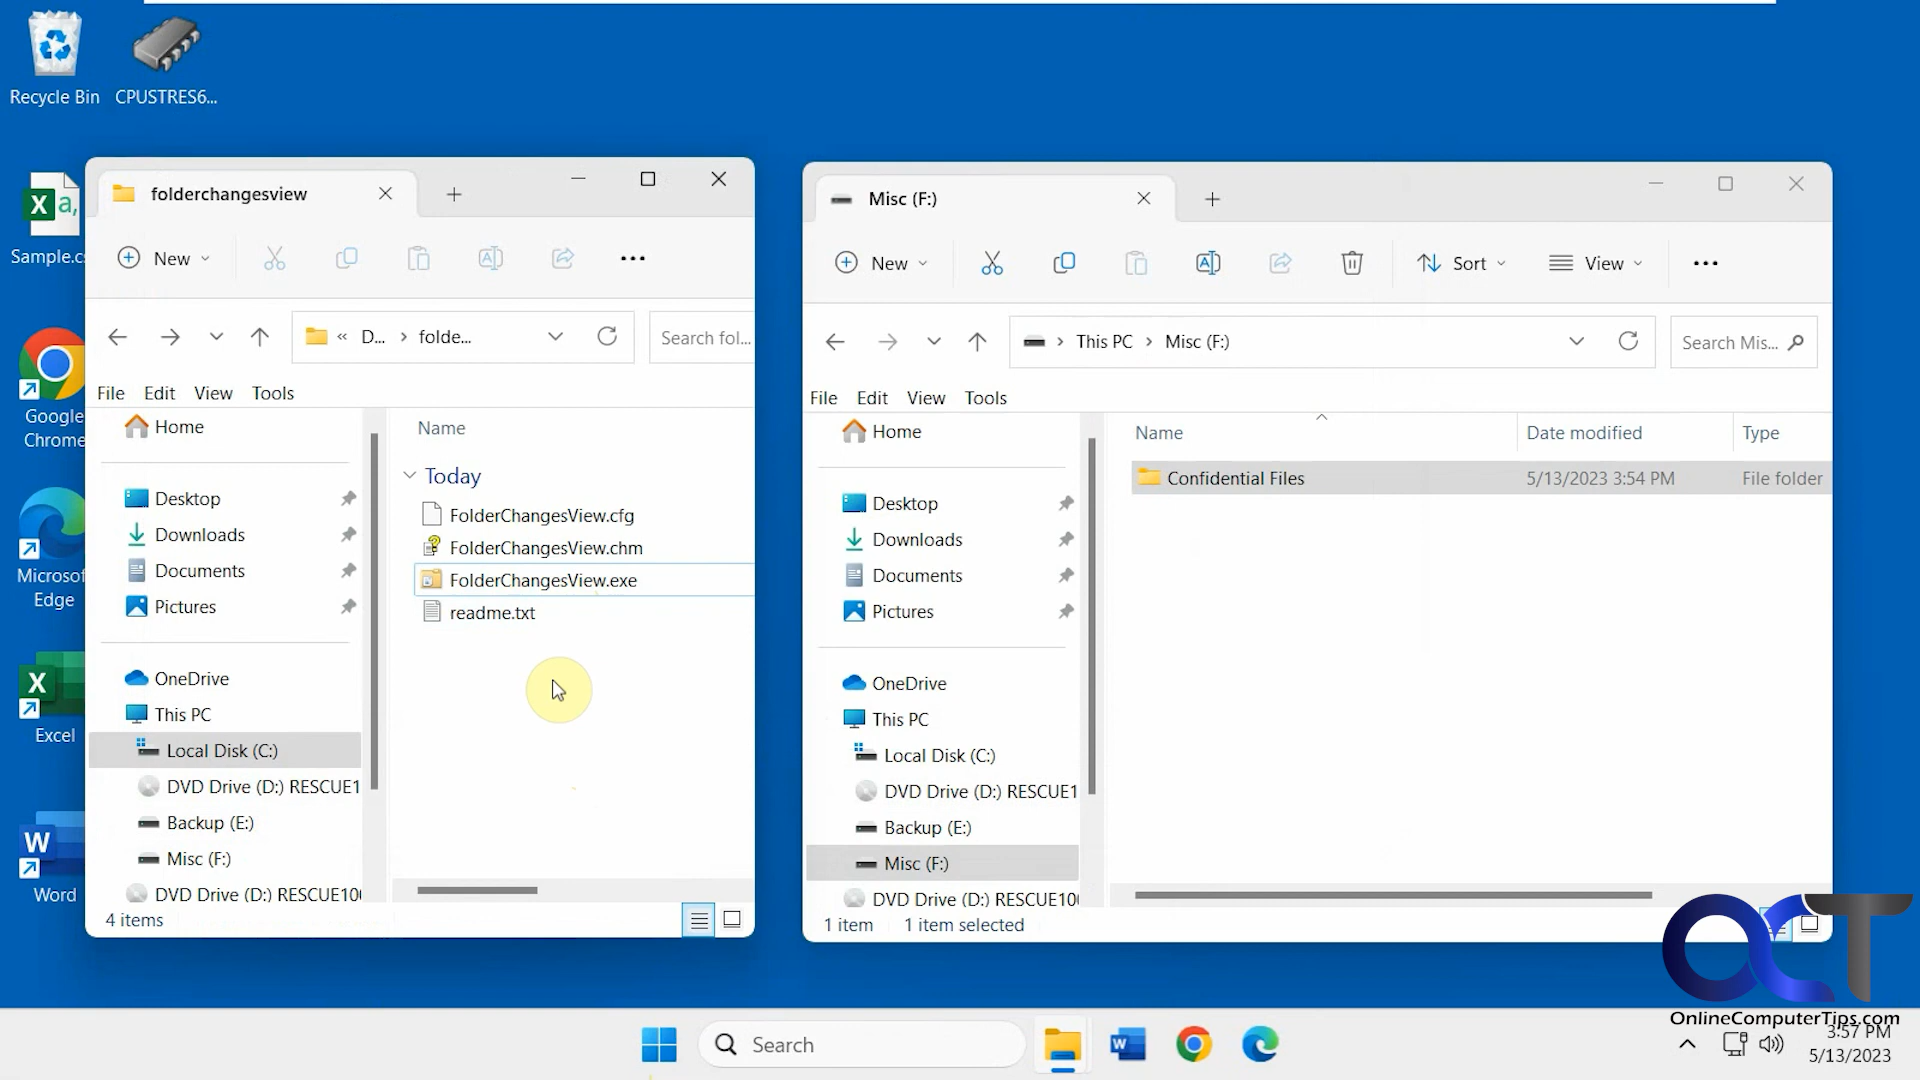 Recycle Bin
CPUSTRES6...
Sample.cs
Google
Chrome
Microsof
Edge
Excel
Word
folderchangesview
New
D...
folde...
Search fol...
File Edit View Tools
Home
Desktop
Downloads
Documents
Pictures
OneDrive
This PC
Local Disk (C:)
DVD Drive (D:) RESCUE1
Backup (E:)
Misc (F:)
DVD Drive (D:) RESCUE10
Name
Today
FolderChangesView.cfg
FolderChangesView.chm
FolderChangesView.exe
readme.txt
4 items
Misc (F:)
New
Sort
View
This PC
Misc (F:)
Search Mis...
File Edit View Tools
Home
Desktop
Downloads
Documents
Pictures
OneDrive
This PC
Local Disk (C:)
DVD Drive (D:) RESCUE1
Backup (E:)
Misc (F:)
DVD Drive (D:) RESCUE10
Name Date modified Type
Confidential Files 5/13/2023 3:54 PM File folder
1 item 1 item selected
OCT
OnlineComputerTips.com
Search
3:57 PM
5/13/2023